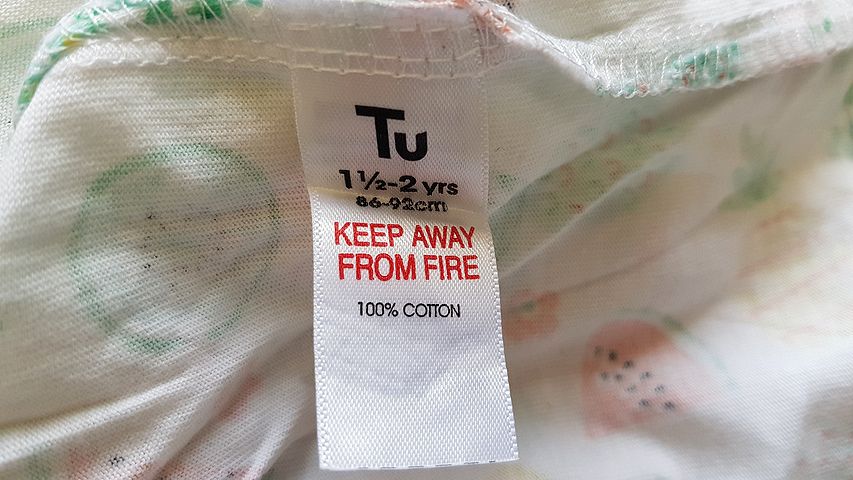 Tu
1½-2 yrs
86-92cm
KEEP AWAY
FROM FIRE
100% COTTON